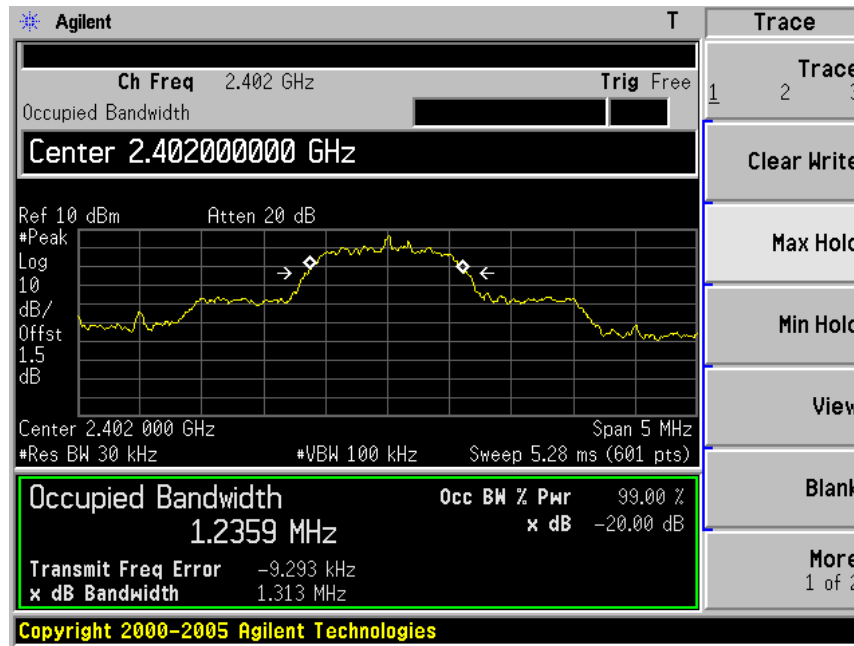 Agilent T
Trace
Ch Freq 2.402 GHz Trig Free
Occupied Bandwidth
Center 2.402000000 GHz
Ref 10 dBm Atten 20 dB
#Peak
Log
10
dB/
Offst
1.5
dB
Center 2.402 000 GHz Span 5 MHz
#Res BW 30 kHz #VBW 100 kHz Sweep 5.28 ms (601 pts)
Occupied Bandwidth
1.2359 MHz
Occ BW % Pwr 99.00 %
x dB -20.00 dB
Transmit Freq Error -9.293 kHz
x dB Bandwidth 1.313 MHz
Copyright 2000-2005 Agilent Technologies
Trace
1 2 3
Clear Write
Max Hold
Min Hold
View
Blank
More
1 of 2